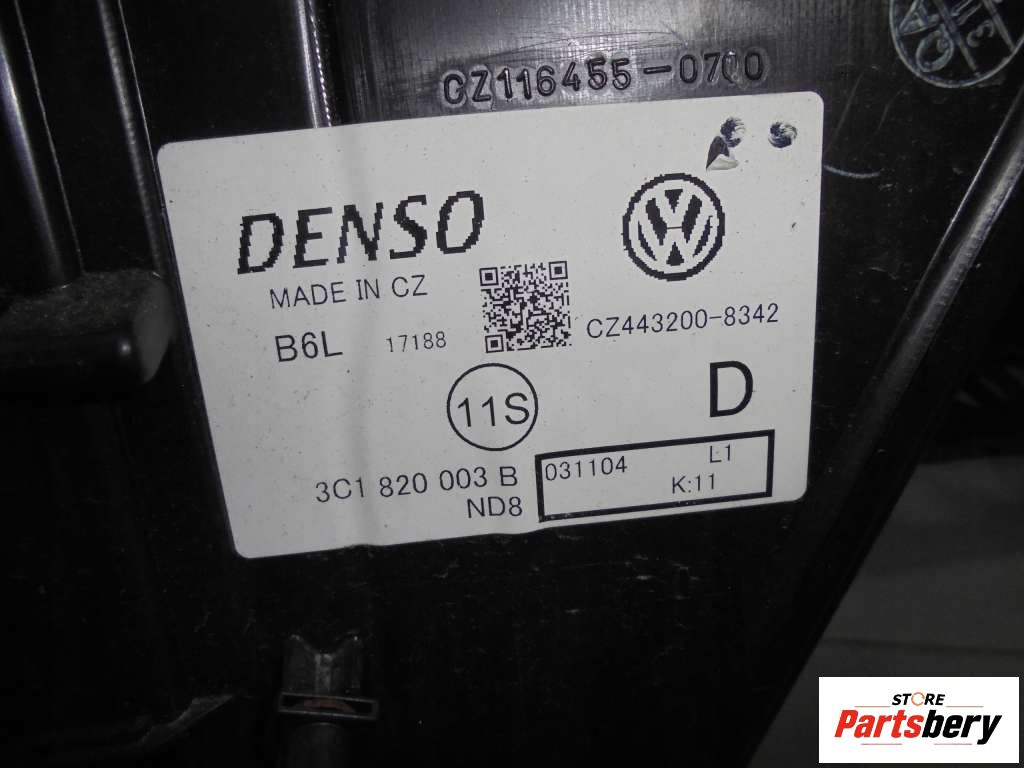 CZ116455-0700
DENSO
MADE IN CZ
B6L 17188
CZ443200-8342
11S
D
3C1 820 003 B
ND8
031104 L1
K:11
STORE
Partsbery